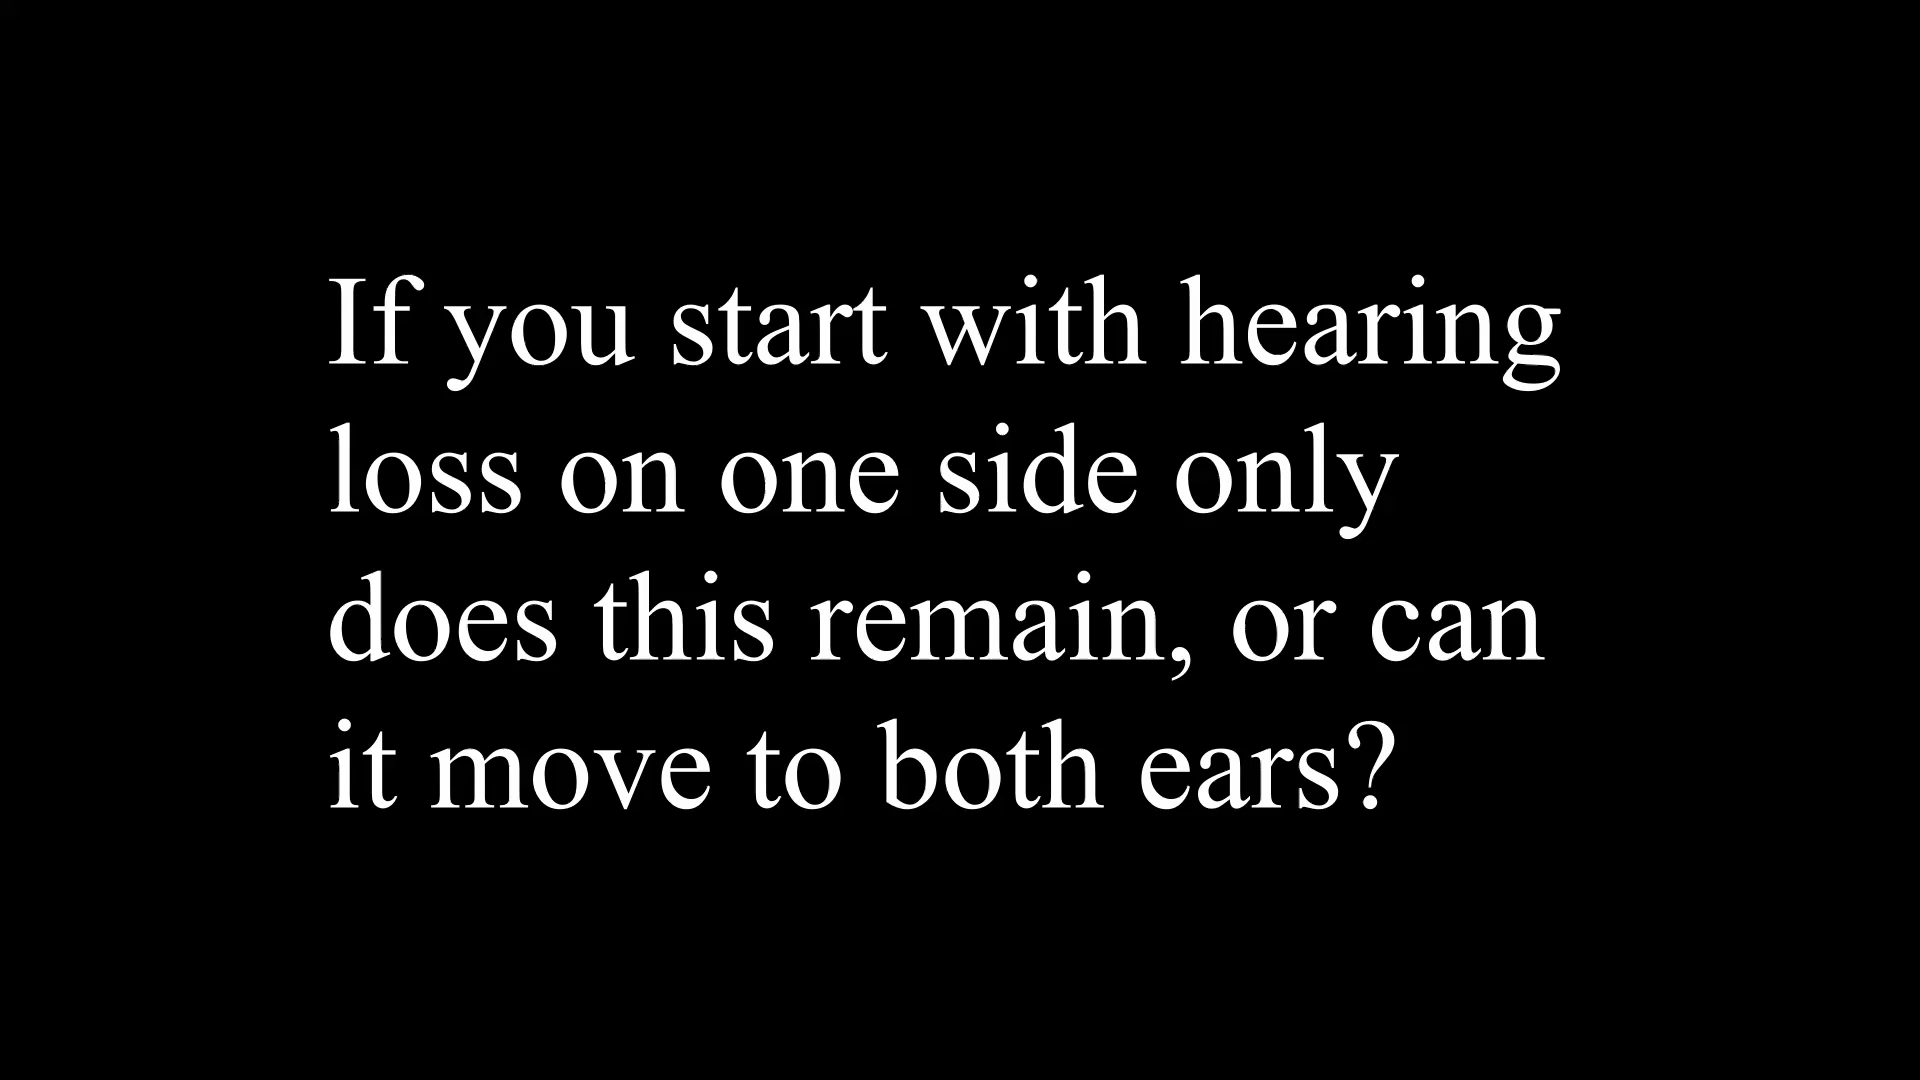 If you start with hearing
loss on one side only
does this remain, or can
it move to both ears?